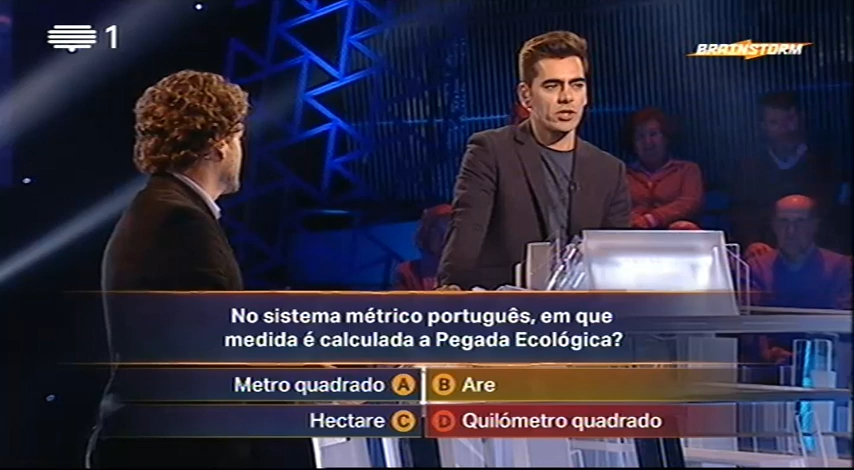 1
BRAINSTORM
No sistema métrico português, em que
medida é calculada a Pegada Ecológica?
Metro quadrado A
B Are
Hectare C
D Quilómetro quadrado